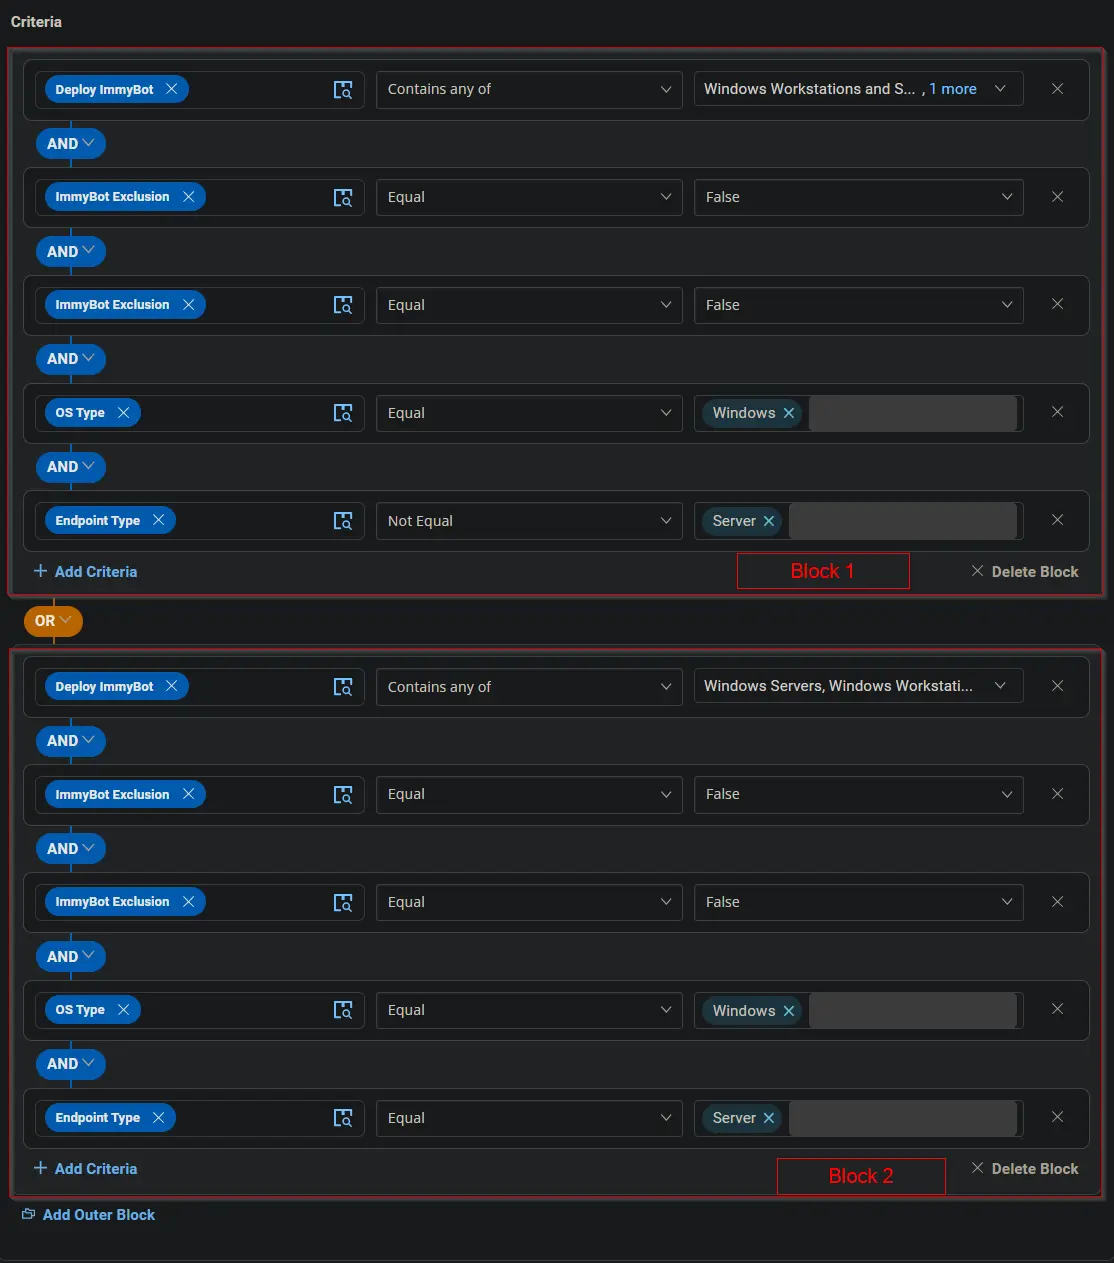 Criteria
Deploy ImmyBot Contains any of Windows Workstations and S... , 1 more
AND
ImmyBot Exclusion Equal False
AND
ImmyBot Exclusion Equal False
AND
OS Type Equal Windows
AND
Endpoint Type Not Equal Server
Add Criteria Block 1 Delete Block
OR
Deploy ImmyBot Contains any of Windows Servers, Windows Workstati...
AND
ImmyBot Exclusion Equal False
AND
ImmyBot Exclusion Equal False
AND
OS Type Equal Windows
AND
Endpoint Type Equal Server
Add Criteria Block 2 Delete Block
Add Outer Block